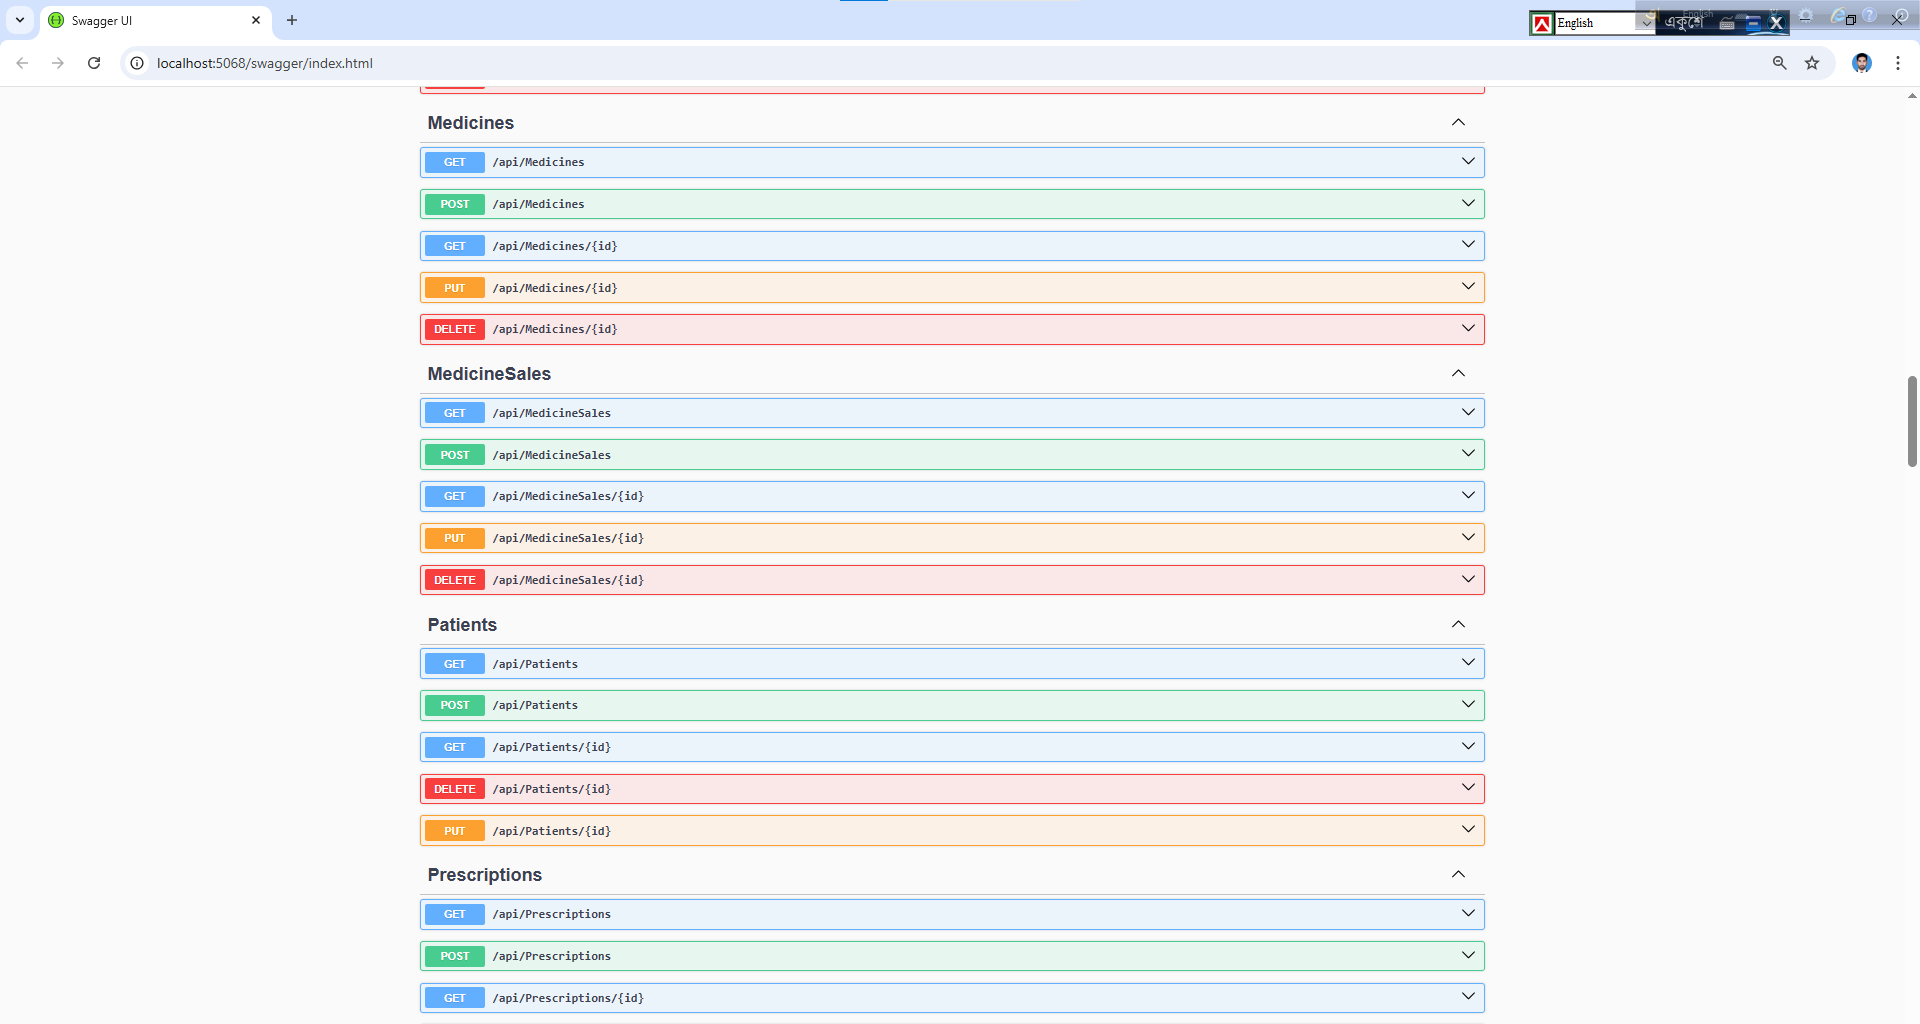 Swagger UI
English
একুশে
localhost:5068/swagger/index.html
Medicines
GET /api/Medicines
POST /api/Medicines
GET /api/Medicines/{id}
PUT /api/Medicines/{id}
DELETE /api/Medicines/{id}
MedicineSales
GET /api/MedicineSales
POST /api/MedicineSales
GET /api/MedicineSales/{id}
PUT /api/MedicineSales/{id}
DELETE /api/MedicineSales/{id}
Patients
GET /api/Patients
POST /api/Patients
GET /api/Patients/{id}
DELETE /api/Patients/{id}
PUT /api/Patients/{id}
Prescriptions
GET /api/Prescriptions
POST /api/Prescriptions
GET /api/Prescriptions/{id}